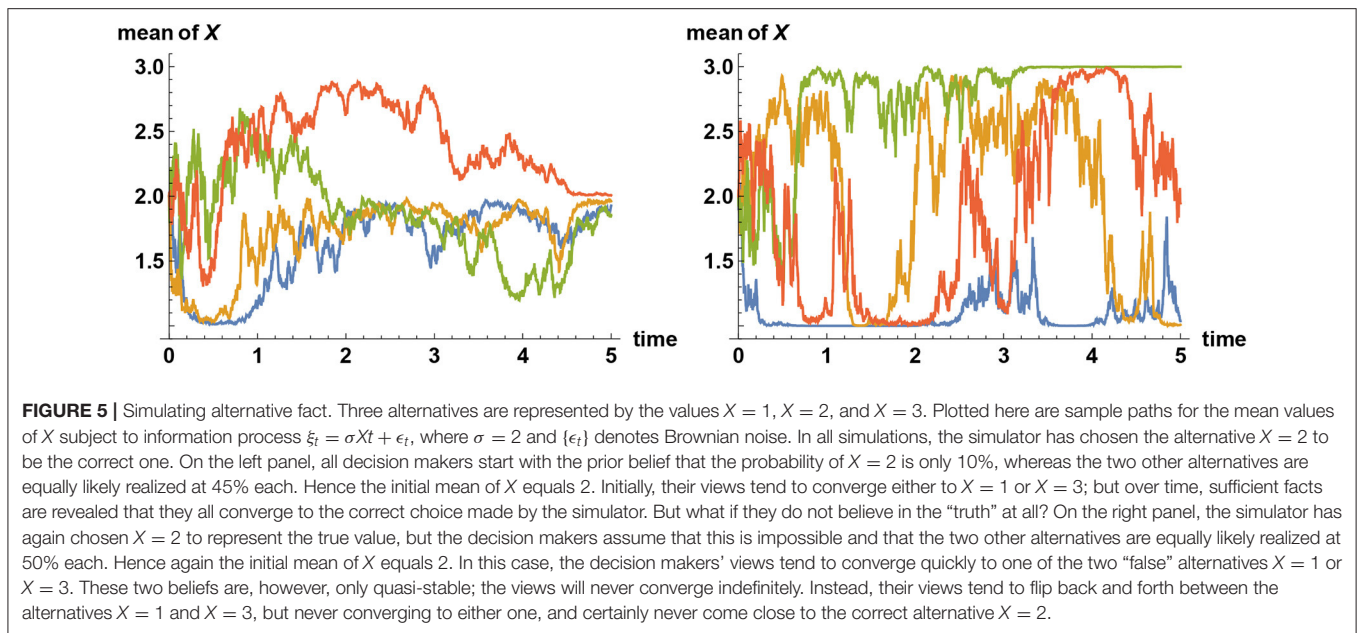 mean of X
3.0
2.5
2.0
1.5
0 1 2 3 4 5
time
mean of X
3.0
2.5
2.0
1.5
0 1 2 3 4 5
time
FIGURE 5 | Simulating alternative fact. Three alternatives are represented by the values X = 1, X = 2, and X = 3. Plotted here are sample paths for the mean values
of X subject to information process ξt = σXt + ϵt, where σ = 2 and {ϵt} denotes Brownian noise. In all simulations, the simulator has chosen the alternative X = 2 to
be the correct one. On the left panel, all decision makers start with the prior belief that the probability of X = 2 is only 10%, whereas the two other alternatives are
equally likely realized at 45% each. Hence the initial mean of X equals 2. Initially, their views tend to converge either to X = 1 or X = 3; but over time, sufficient facts
are revealed that they all converge to the correct choice made by the simulator. But what if they do not believe in the “truth” at all? On the right panel, the simulator has
again chosen X = 2 to represent the true value, but the decision makers assume that this is impossible and that the two other alternatives are equally likely realized at
50% each. Hence again the initial mean of X equals 2. In this case, the decision makers’ views tend to converge quickly to one of the two “false” alternatives X = 1 or
X = 3. These two beliefs are, however, only quasi-stable; the views will never converge indefinitely. Instead, their views tend to flip back and forth between the
alternatives X = 1 and X = 3, but never converging to either one, and certainly never come close to the correct alternative X = 2.